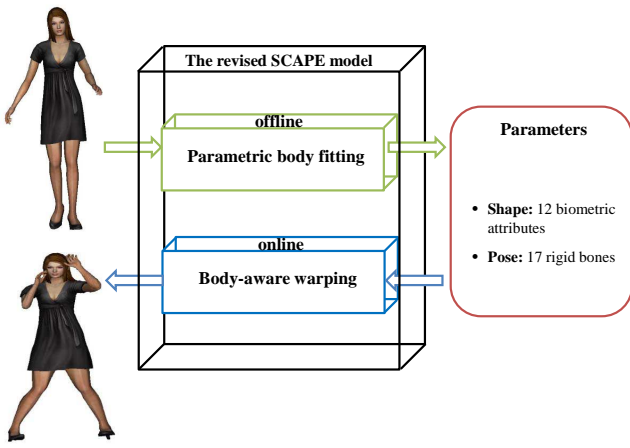 The revised SCAPE model
offline
Parametric body fitting
online
Body-aware warping
Parameters
• Shape: 12 biometric
attributes
• Pose: 17 rigid bones